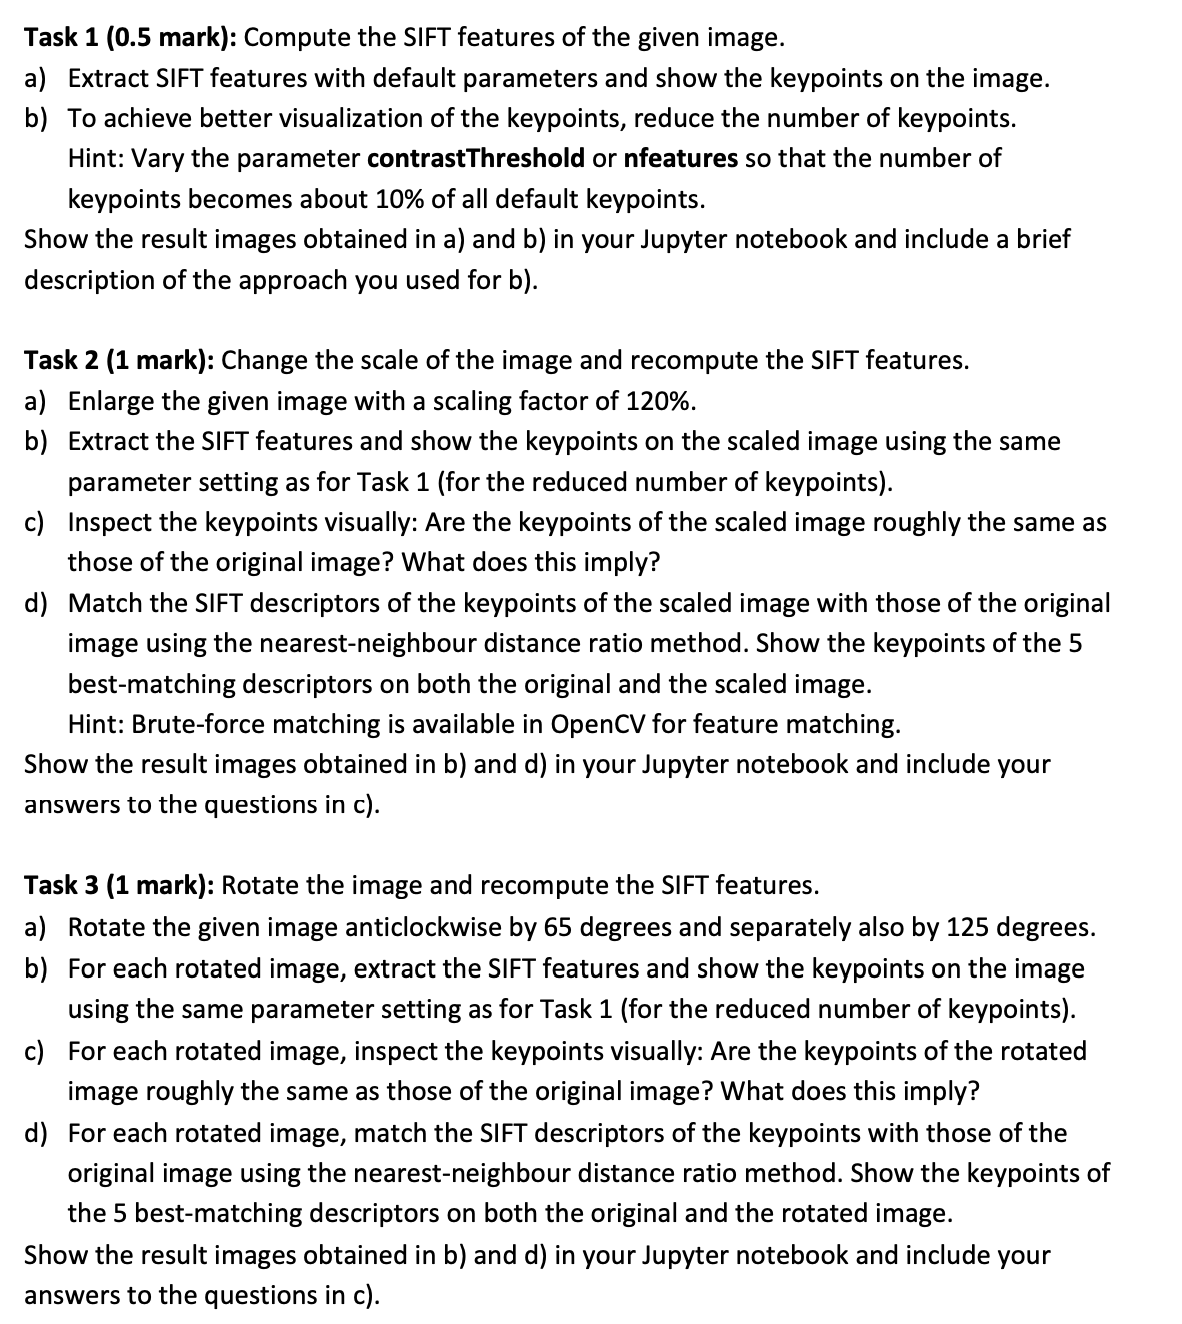 Task 1 (0.5 mark): Compute the SIFT features of the given image.
a) Extract SIFT features with default parameters and show the keypoints on the image.
b) To achieve better visualization of the keypoints, reduce the number of keypoints.
Hint: Vary the parameter contrastThreshold or nfeatures so that the number of
keypoints becomes about 10% of all default keypoints.
Show the result images obtained in a) and b) in your Jupyter notebook and include a brief
description of the approach you used for b).
Task 2 (1 mark): Change the scale of the image and recompute the SIFT features.
a) Enlarge the given image with a scaling factor of 120%.
b) Extract the SIFT features and show the keypoints on the scaled image using the same
parameter setting as for Task 1 (for the reduced number of keypoints).
c) Inspect the keypoints visually: Are the keypoints of the scaled image roughly the same as
those of the original image? What does this imply?
d) Match the SIFT descriptors of the keypoints of the scaled image with those of the original
image using the nearest-neighbour distance ratio method. Show the keypoints of the 5
best-matching descriptors on both the original and the scaled image.
Hint: Brute-force matching is available in OpenCV for feature matching.
Show the result images obtained in b) and d) in your Jupyter notebook and include your
answers to the questions in c).
Task 3 (1 mark): Rotate the image and recompute the SIFT features.
a) Rotate the given image anticlockwise by 65 degrees and separately also by 125 degrees.
b) For each rotated image, extract the SIFT features and show the keypoints on the image
using the same parameter setting as for Task 1 (for the reduced number of keypoints).
c) For each rotated image, inspect the keypoints visually: Are the keypoints of the rotated
image roughly the same as those of the original image? What does this imply?
d) For each rotated image, match the SIFT descriptors of the keypoints with those of the
original image using the nearest-neighbour distance ratio method. Show the keypoints of
the 5 best-matching descriptors on both the original and the rotated image.
Show the result images obtained in b) and d) in your Jupyter notebook and include your
answers to the questions in c).